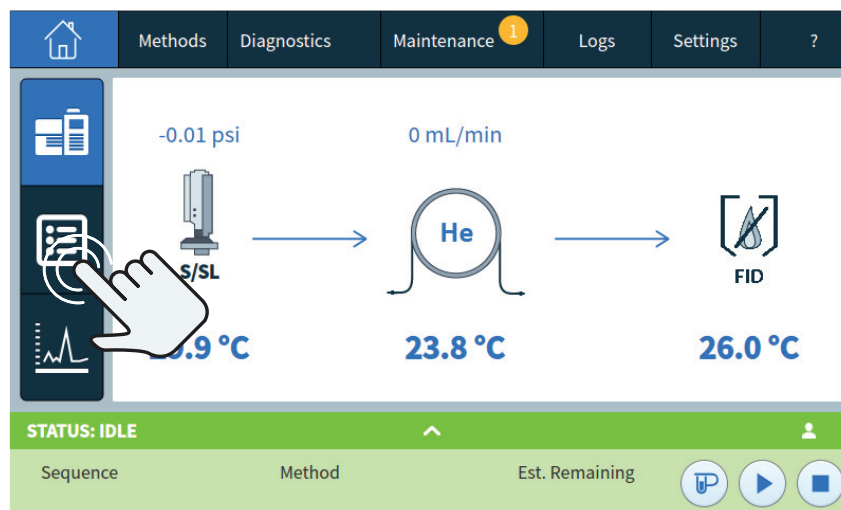 Methods Diagnostics Maintenance 1 Logs Settings ?
-0.01 psi 0 mL/min
He
S/SL FID
23.8 °C 26.0 °C
STATUS: IDLE
Sequence Method Est. Remaining